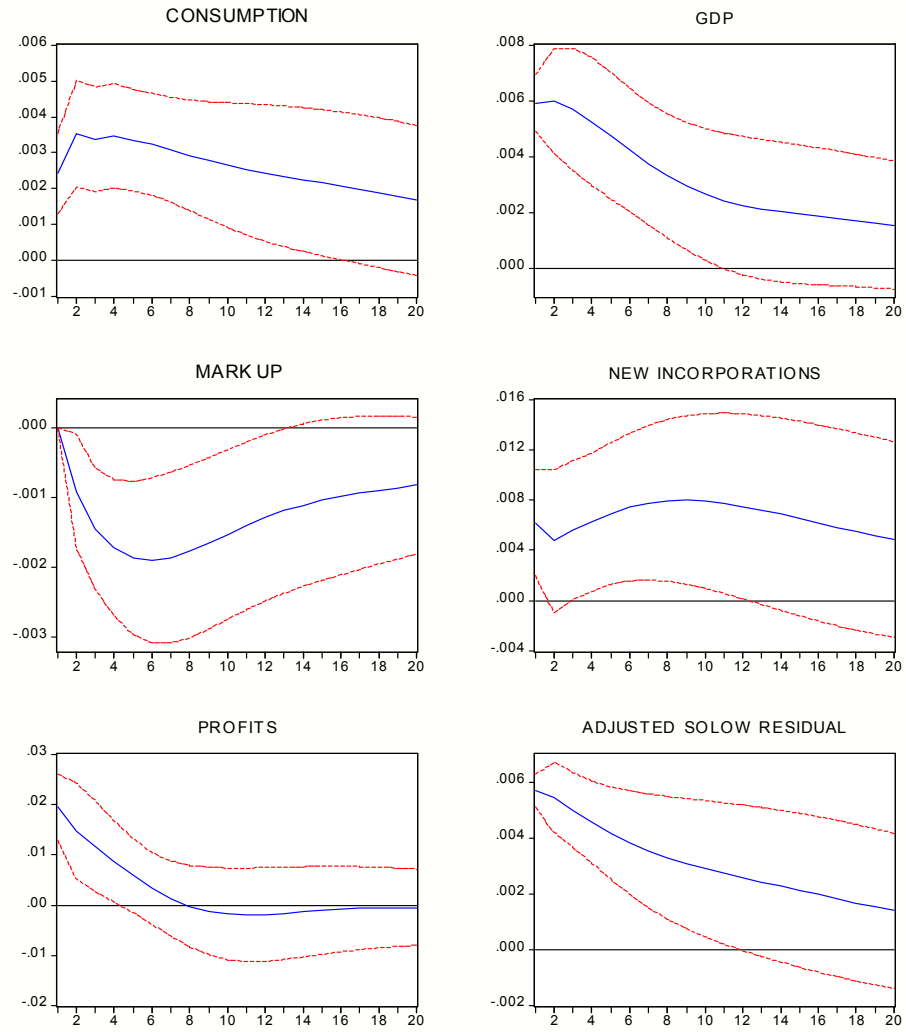 CONSUMPTION
.006
.005
.004
.003
.002
.001
.000
-.001
2 4 6 8 10 12 14 16 18 20
GDP
.008
.006
.004
.002
.000
2 4 6 8 10 12 14 16 18 20
MARK UP
.000
-.001
-.002
-.003
2 4 6 8 10 12 14 16 18 20
NEW INCORPORATIONS
.016
.012
.008
.004
.000
-.004
2 4 6 8 10 12 14 16 18 20
PROFITS
.03
.02
.01
.00
-.01
-.02
2 4 6 8 10 12 14 16 18 20
ADJUSTED SOLOW RESIDUAL
.006
.004
.002
.000
-.002
2 4 6 8 10 12 14 16 18 20